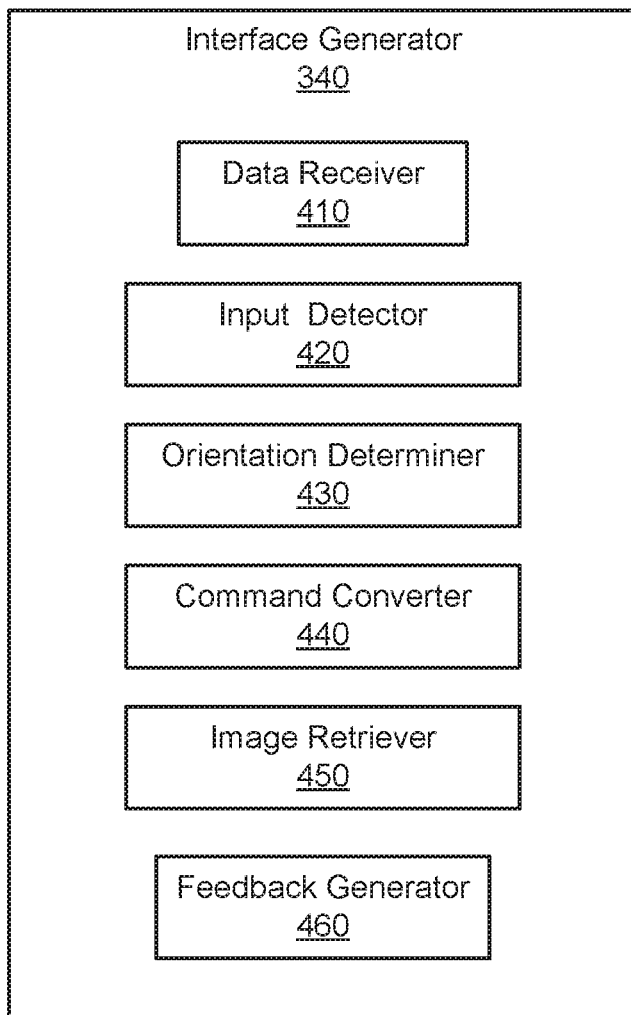 Interface Generator
340
Data Receiver
410
Input Detector
420
Orientation Determiner
430
Command Converter
440
Image Retriever
450
Feedback Generator
460